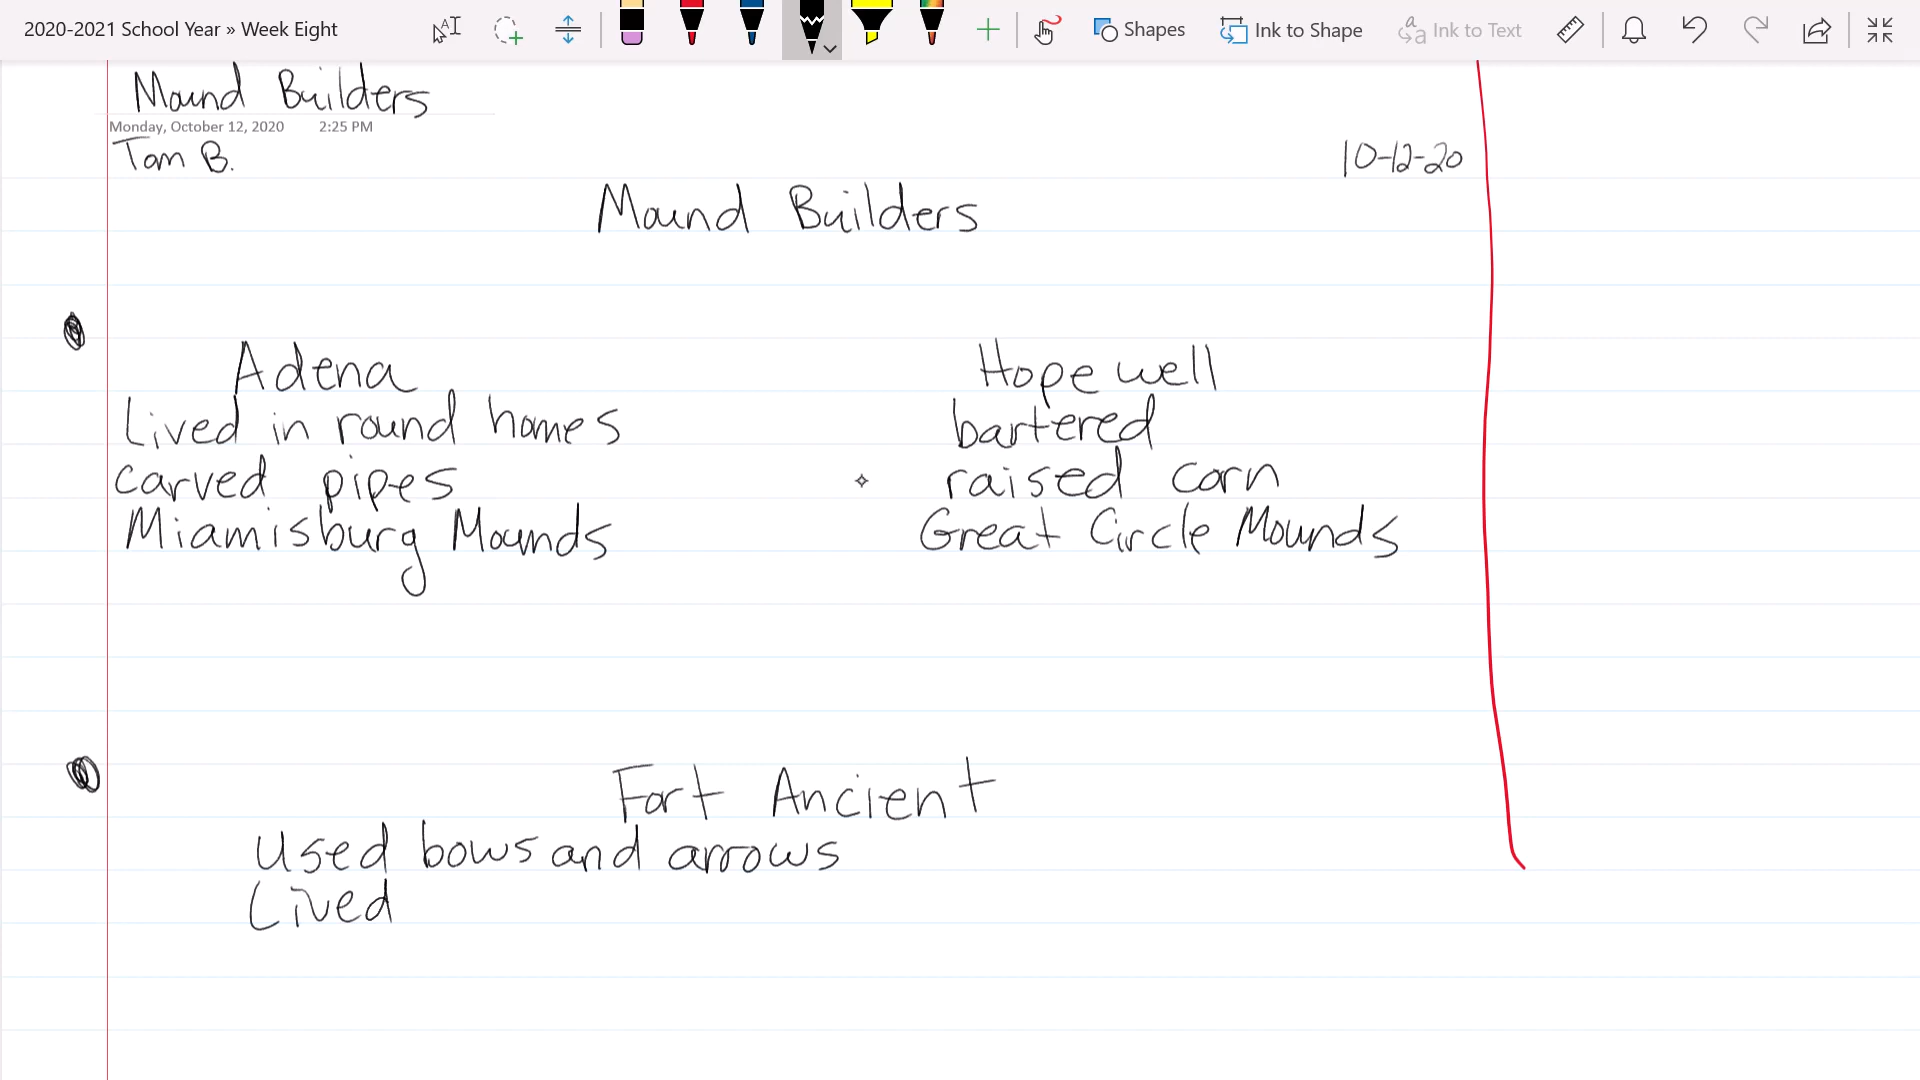 2020-2021 School Year » Week Eight Shapes Ink to Shape Ink to Text
Mound Builders
Monday, October 12, 2020 2:25 PM
Tom B. 10-12-20
Mound Builders
Adena Hopewell
Lived in round homes bartered
carved pipes raised corn
Miamisburg Mounds Great Circle Mounds
Fort Ancient
Used bows and arrows
Lived